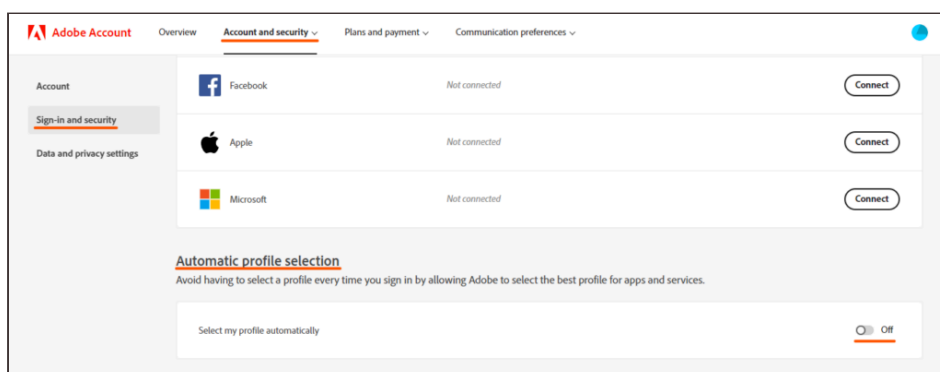 Adobe Account Overview Account and security Plans and payment Communication preferences
Account
Sign-in and security
Data and privacy settings
Facebook Not connected Connect
Apple Not connected Connect
Microsoft Not connected Connect
Automatic profile selection
Avoid having to select a profile every time you sign in by allowing Adobe to select the best profile for apps and services.
Select my profile automatically Off